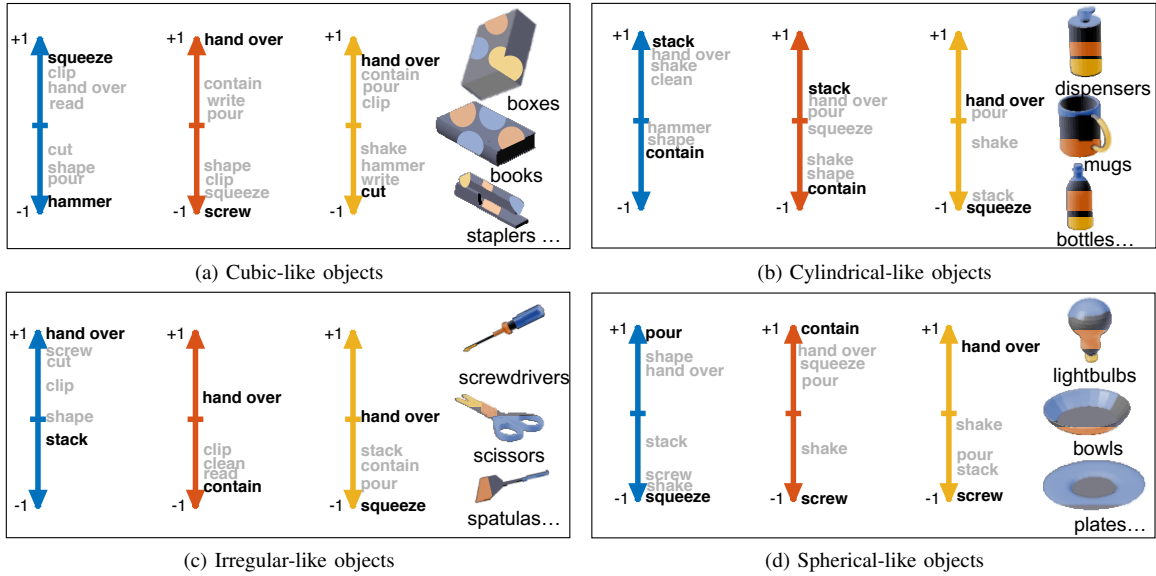 +1
squeeze
clip
hand over
read
cut
shape
pour
hammer
-1
+1
hand over
contain
write
pour
shape
clip
squeeze
screw
-1
+1
hand over
contain
pour
clip
shake
hammer
write
cut
-1
boxes
books
staplers ...
(a) Cubic-like objects
+1
stack
hand over
shake
clean
hammer
shape
contain
-1
+1
stack
hand over
pour
squeeze
shake
shape
contain
-1
+1
hand over
pour
shake
stack
squeeze
-1
dispensers
mugs
bottles...
(b) Cylindrical-like objects
+1
hand over
screw
cut
clip
shape
stack
-1
+1
hand over
clip
clean
read
contain
-1
+1
hand over
stack
contain
pour
squeeze
-1
screwdrivers
scissors
spatulas...
(c) Irregular-like objects
+1
pour
shape
hand over
stack
screw
shake
squeeze
-1
+1
contain
hand over
squeeze
pour
shake
screw
-1
+1
hand over
shake
pour
stack
screw
-1
lightbulbs
bowls
plates...
(d) Spherical-like objects